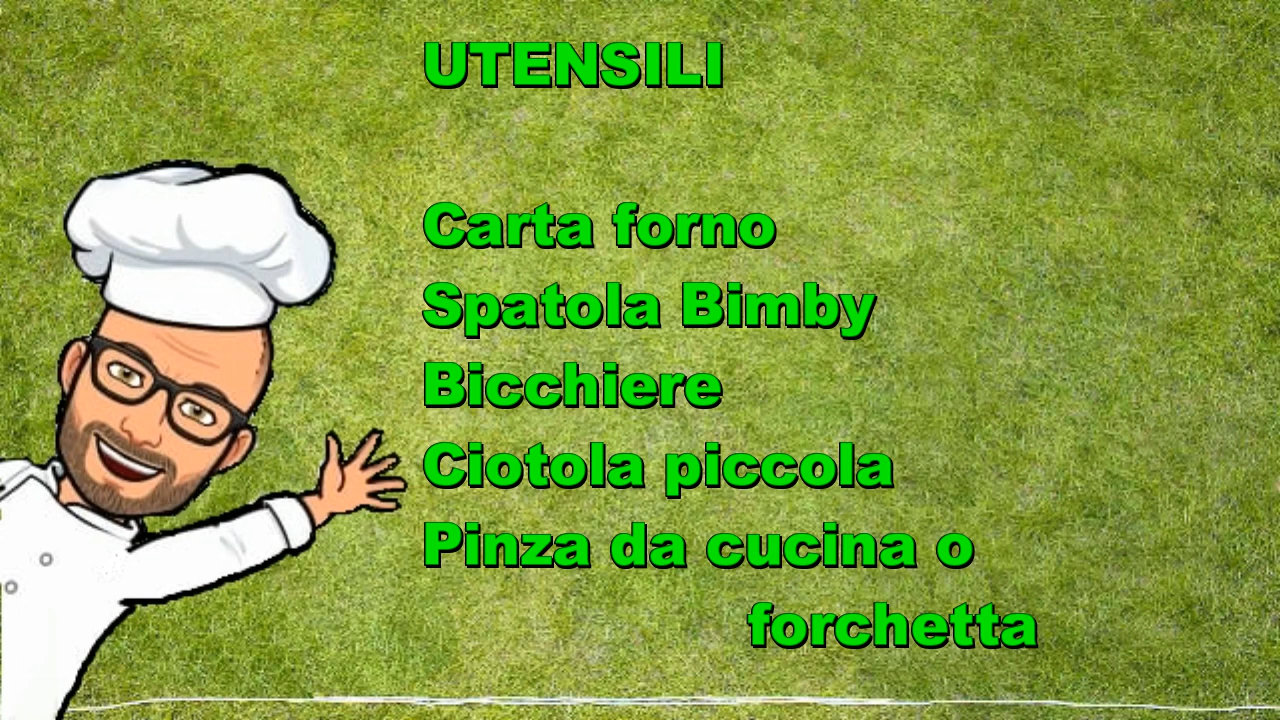 UTENSILI
Carta forno
Spatola Bimby
Bicchiere
Ciotola piccola
Pinza da cucina o
forchetta